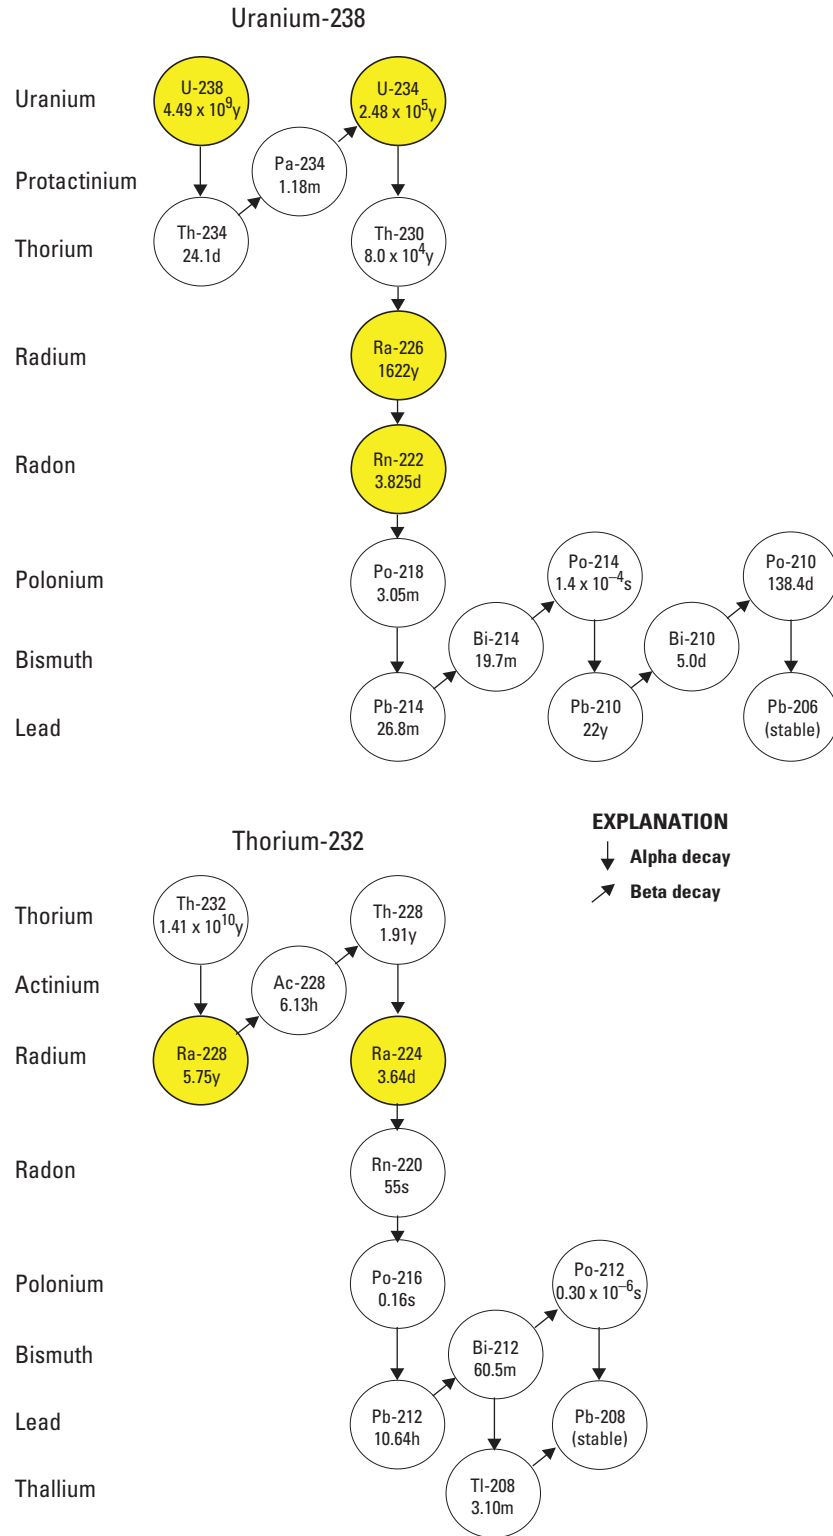 Uranium-238
Uranium
U-238
4.49 x 10⁹y
U-234
2.48 x 10⁵y
Protactinium
Pa-234
1.18m
Thorium
Th-234
24.1d
Th-230
8.0 x 10⁴y
Radium
Ra-226
1622y
Radon
Rn-222
3.825d
Polonium
Po-218
3.05m
Po-214
1.4 x 10⁻⁴s
Po-210
138.4d
Bismuth
Bi-214
19.7m
Bi-210
5.0d
Lead
Pb-214
26.8m
Pb-210
22y
Pb-206
(stable)
EXPLANATION
Alpha decay
Beta decay
Thorium-232
Thorium
Th-232
1.41 x 10¹⁰y
Th-228
1.91y
Actinium
Ac-228
6.13h
Radium
Ra-228
5.75y
Ra-224
3.64d
Radon
Rn-220
55s
Polonium
Po-216
0.16s
Po-212
0.30 x 10⁻⁶s
Bismuth
Bi-212
60.5m
Lead
Pb-212
10.64h
Pb-208
(stable)
Thallium
Tl-208
3.10m